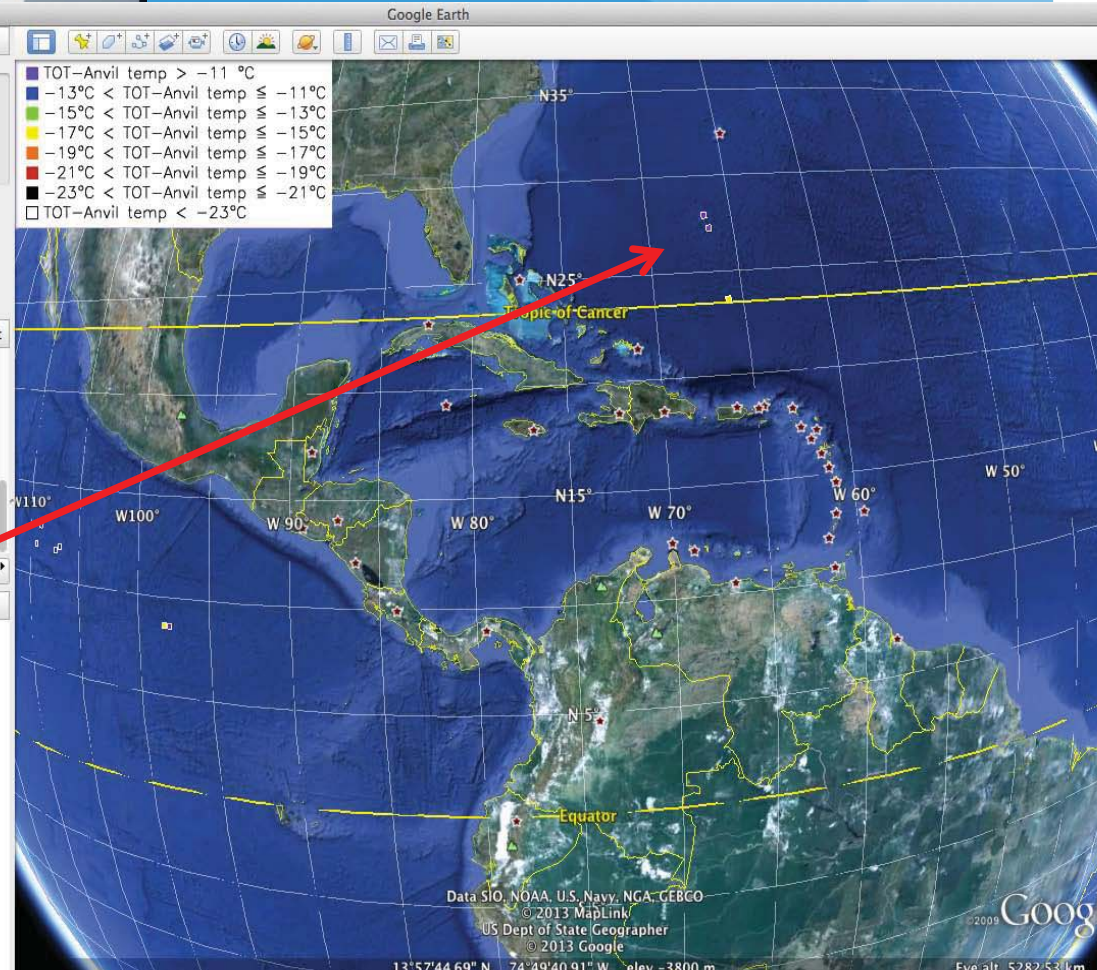 Google Earth
TOT-Anvil temp > -11 °C
-13°C < TOT-Anvil temp ≤ -11°C
-15°C < TOT-Anvil temp ≤ -13°C
-17°C < TOT-Anvil temp ≤ -15°C
-19°C < TOT-Anvil temp ≤ -17°C
-21°C < TOT-Anvil temp ≤ -19°C
-23°C < TOT-Anvil temp ≤ -21°C
TOT-Anvil temp < -23°C
N35°
N25°
Tropic of Cancer
W 50°
W110°
W100°
W 90°
W 80°
N15°
W 70°
W 60°
N 5°
Equator
Data SIO, NOAA, U.S. Navy, NGA, GEBCO
© 2013 MapLink
US Dept of State Geographer
© 2013 Google
©2009 Goog
13°57'44.69" N 74°49'40.91" W elev -3800 m Eye alt 5282.53 km